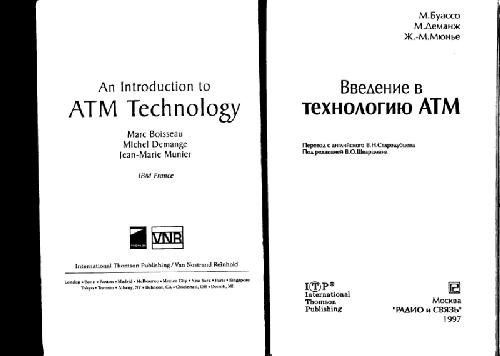 An Introduction to
ATM Technology
Marc Boisseau
Michel Demange
Jean-Marie Munier
IBM France
VNR
International Thomson Publishing / Van Nostrand Reinhold
London • Bonn • Boston • Madrid • Melbourne • Mexico City • New York • Paris • Singapore
Tokyo • Toronto • Albany, NY • Belmont, CA • Cincinnati, OH • Detroit, MI
М.Буассо
М.Деманж
Ж.-М.Мюнье
Введение в
технологию АТМ
Перевод с английского В.Н.Стародубцева
Под редакцией
I(T)P®
International
Thomson
Publishing
Москва
"РАДИО и СВЯЗЬ"
1997